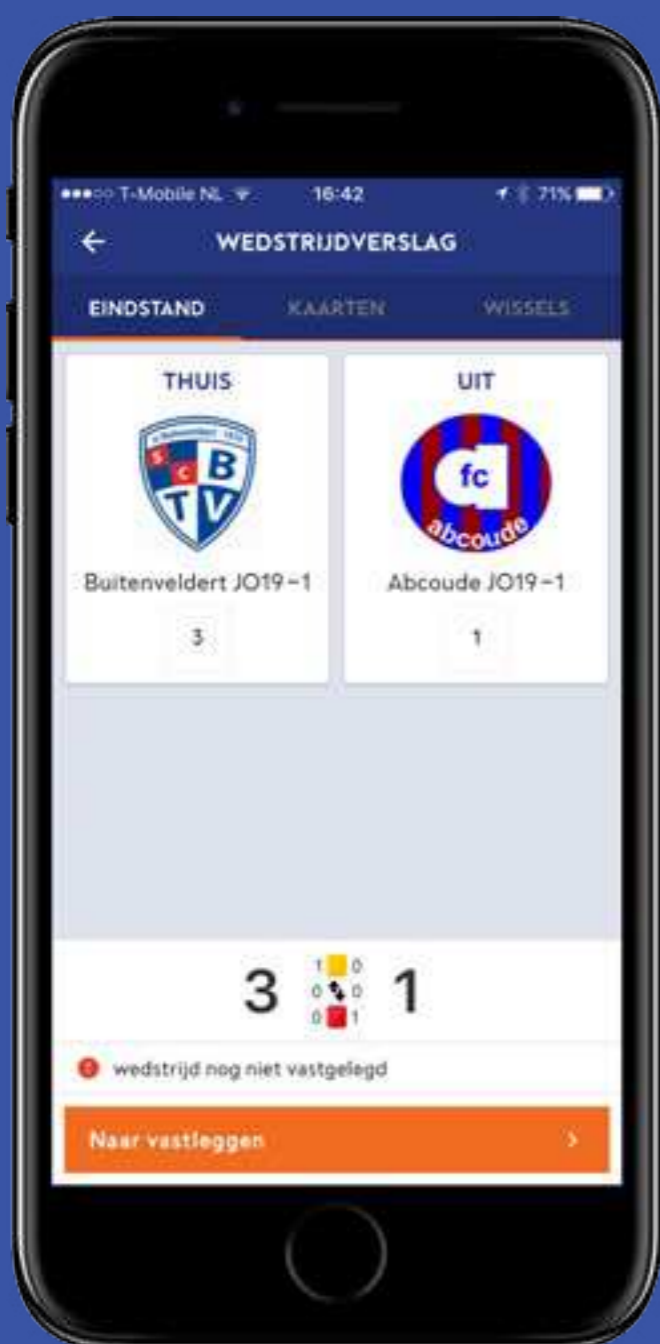 T-Mobile NL 16:42 71%
WEDSTRIJDVERSLAG
EINDSTAND KAARTEN WISSELS
THUIS UIT
S C B
T V
fc
abcoude
Buitenveldert JO19-1 Abcoude JO19-1
3 1
1 0
3 0 0 1
0 1
wedstrijd nog niet vastgelegd
Naar vastleggen